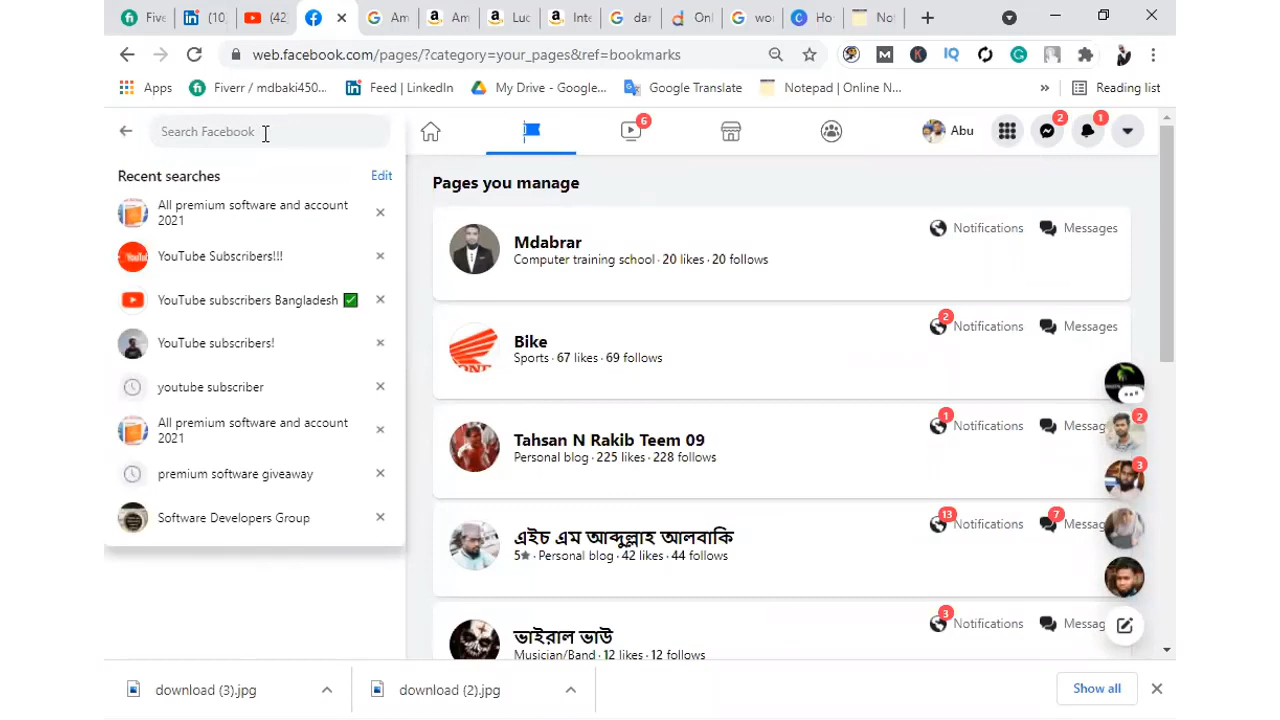 Five
(10)
(42
Am
Am
Luc
Inte
dar
Onl
wor
Ho
No
web.facebook.com/pages/?category=your_pages&ref=bookmarks
Apps
Fiverr / mdbaki450...
Feed | LinkedIn
My Drive - Google...
Google Translate
Notepad | Online N...
»
Reading list
Search Facebook
6
Abu
2
1
Recent searches
Edit
All premium software and account
2021
YouTube Subscribers!!!
YouTube subscribers Bangladesh ✅
YouTube subscribers!
youtube subscriber
All premium software and account
2021
premium software giveaway
Software Developers Group
Pages you manage
Mdabrar
Computer training school · 20 likes · 20 follows
Notifications
Messages
Bike
Sports · 67 likes · 69 follows
2
Notifications
Messages
Tahsan N Rakib Teem 09
Personal blog · 225 likes · 228 follows
1
Notifications
Messag
2
3
এইচ এম আব্দুল্লাহ আলবাকি
5★ · Personal blog · 42 likes · 44 follows
13
Notifications
7
Messag
ভাইরাল ভাউ
Musician/Band · 12 likes · 12 follows
3
Notifications
Messag
download (3).jpg
download (2).jpg
Show all